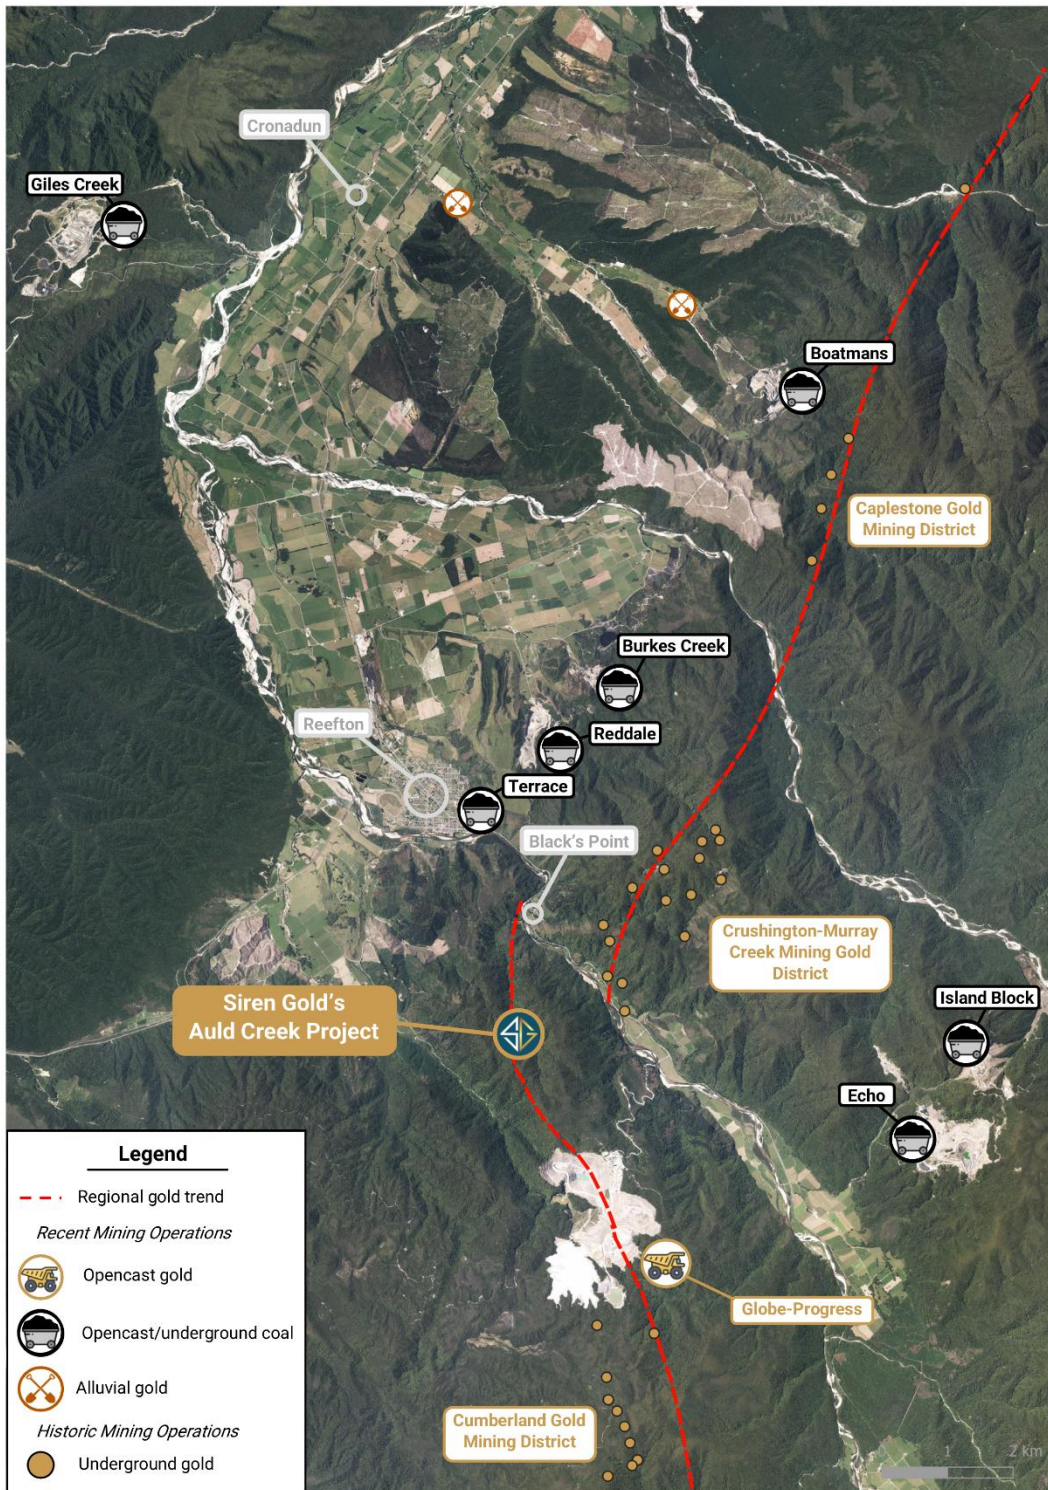 Cronadun
Giles Creek
Boatmans
Caplestone Gold
Mining District
Burkes Creek
Reefton
Reddale
Terrace
Black's Point
Crushington-Murray
Creek Mining Gold
District
Siren Gold's
Auld Creek Project
SG
Island Block
Echo
Globe-Progress
Cumberland Gold
Mining District
Legend
Regional gold trend
Recent Mining Operations
Opencast gold
Opencast/underground coal
Alluvial gold
Historic Mining Operations
Underground gold
1 2 km